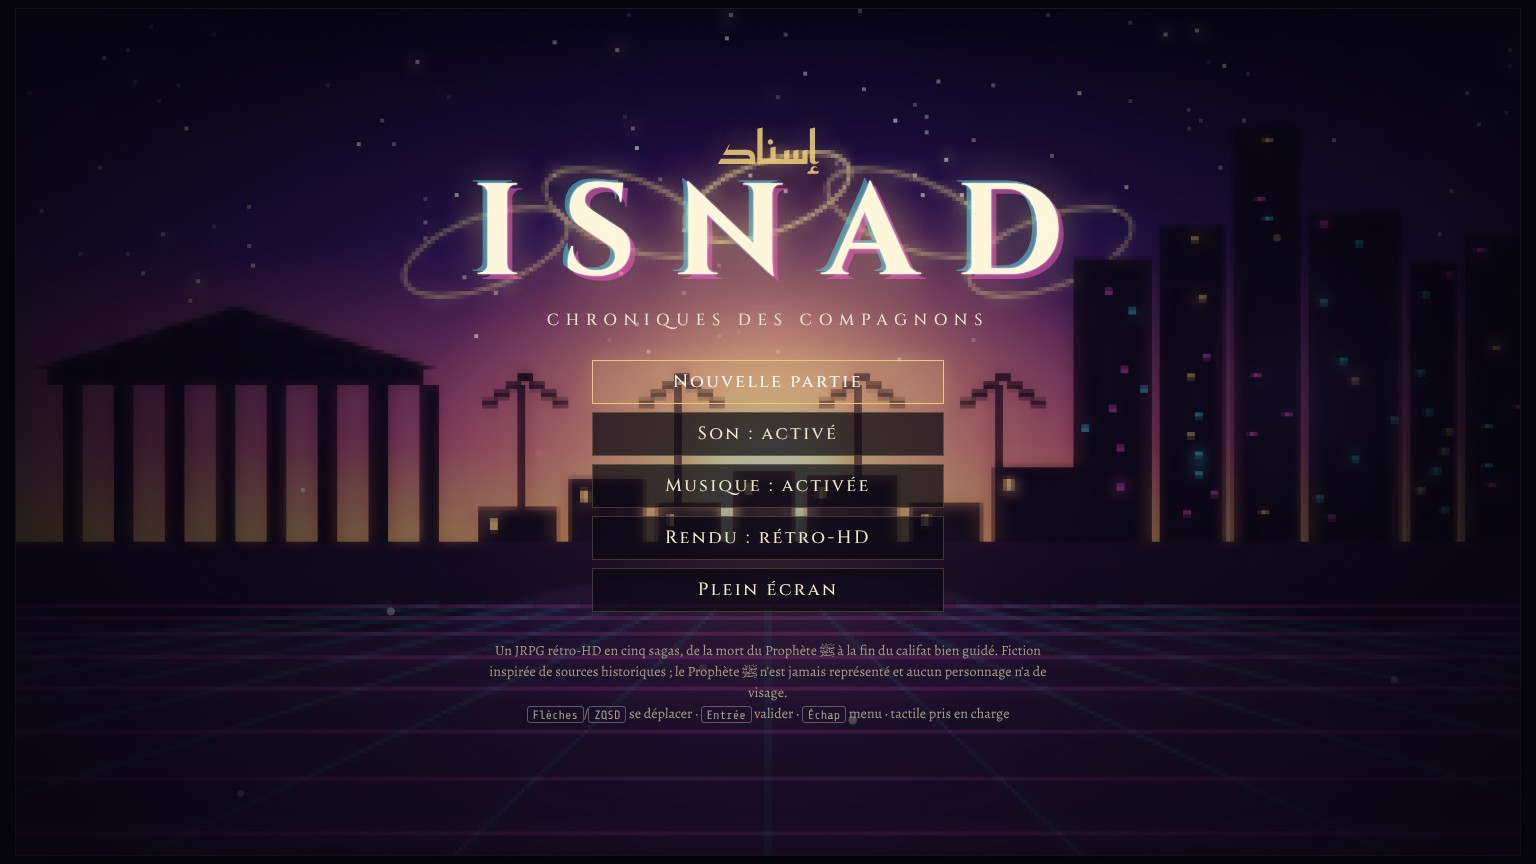 إسناد
ISNAD
CHRONIQUES DES COMPAGNONS
Nouvelle partie
Son : activé
Musique : activée
Rendu : rétro-HD
Plein écran
Un JRPG rétro-HD en cinq sagas, de la mort du Prophète ﷺ à la fin du califat bien guidé. Fiction
inspirée de sources historiques ; le Prophète ﷺ n'est jamais représenté et aucun personnage n'a de
visage.
Flèches/ZQSD se déplacer · Entrée valider · Échap menu · tactile pris en charge